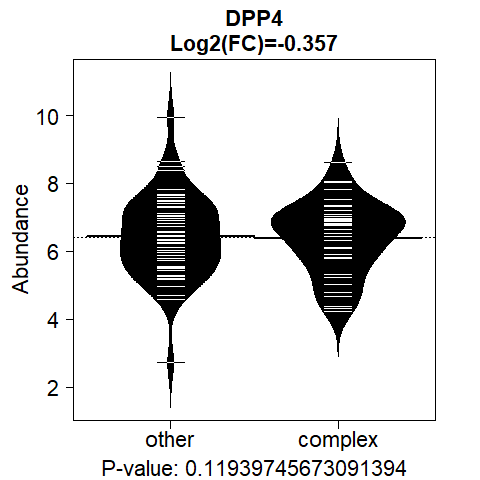 DPP4
Log2(FC)=-0.357
Abundance
10
8
6
4
2
other complex
P-value: 0.11939745673091394